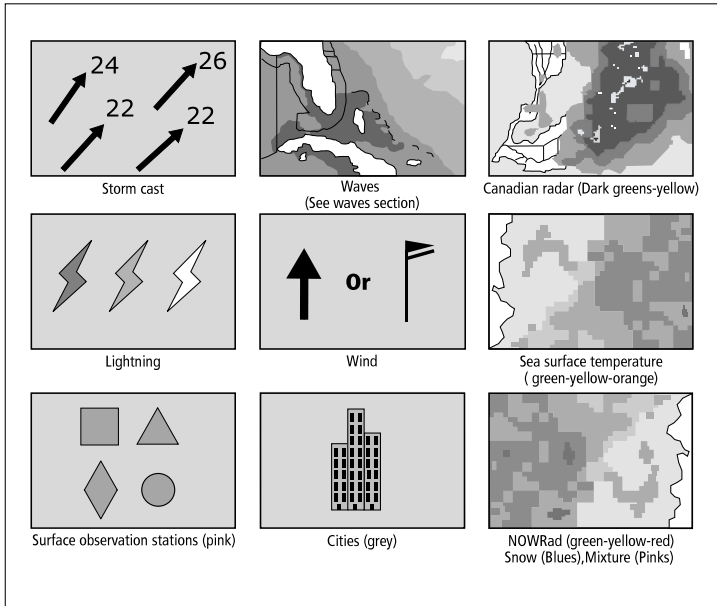 24
26
22
22
Storm cast
Waves
(See waves section)
Canadian radar (Dark greens-yellow)
Lightning
Or
Wind
Sea surface temperature
( green-yellow-orange)
Surface observation stations (pink)
Cities (grey)
NOWRad (green-yellow-red)
Snow (Blues),Mixture (Pinks)